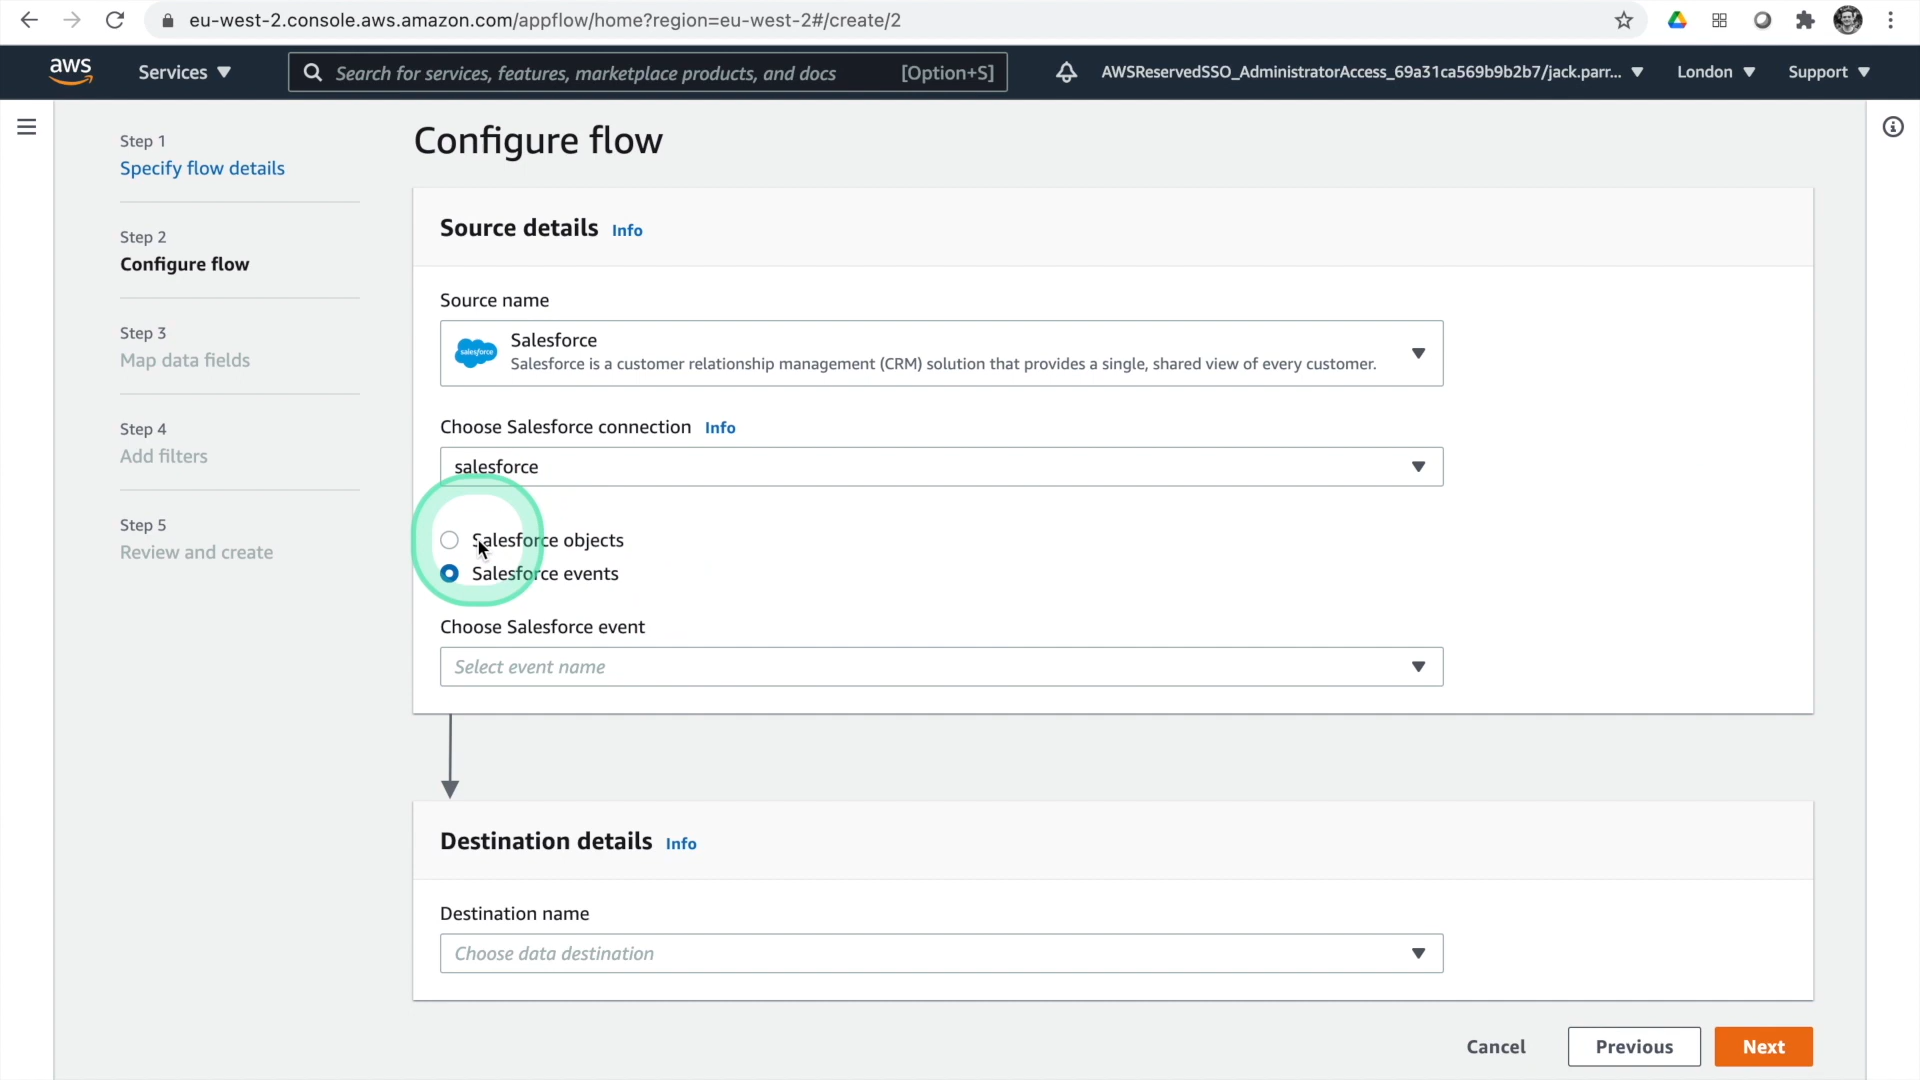 eu-west-2.console.aws.amazon.com/appflow/home?region=eu-west-2#/create/2
aws
Services
Search for services, features, marketplace products, and docs
[Option+S]
AWSReservedSSO_AdministratorAccess_69a31ca569b9b2b7/jack.parr...
London
Support
Step 1
Specify flow details
Step 2
Configure flow
Step 3
Map data fields
Step 4
Add filters
Step 5
Review and create
Configure flow
Source details Info
Source name
salesforce
Salesforce
Salesforce is a customer relationship management (CRM) solution that provides a single, shared view of every customer.
Choose Salesforce connection Info
salesforce
Salesforce objects
Salesforce events
Choose Salesforce event
Select event name
Destination details Info
Destination name
Choose data destination
Cancel
Previous
Next